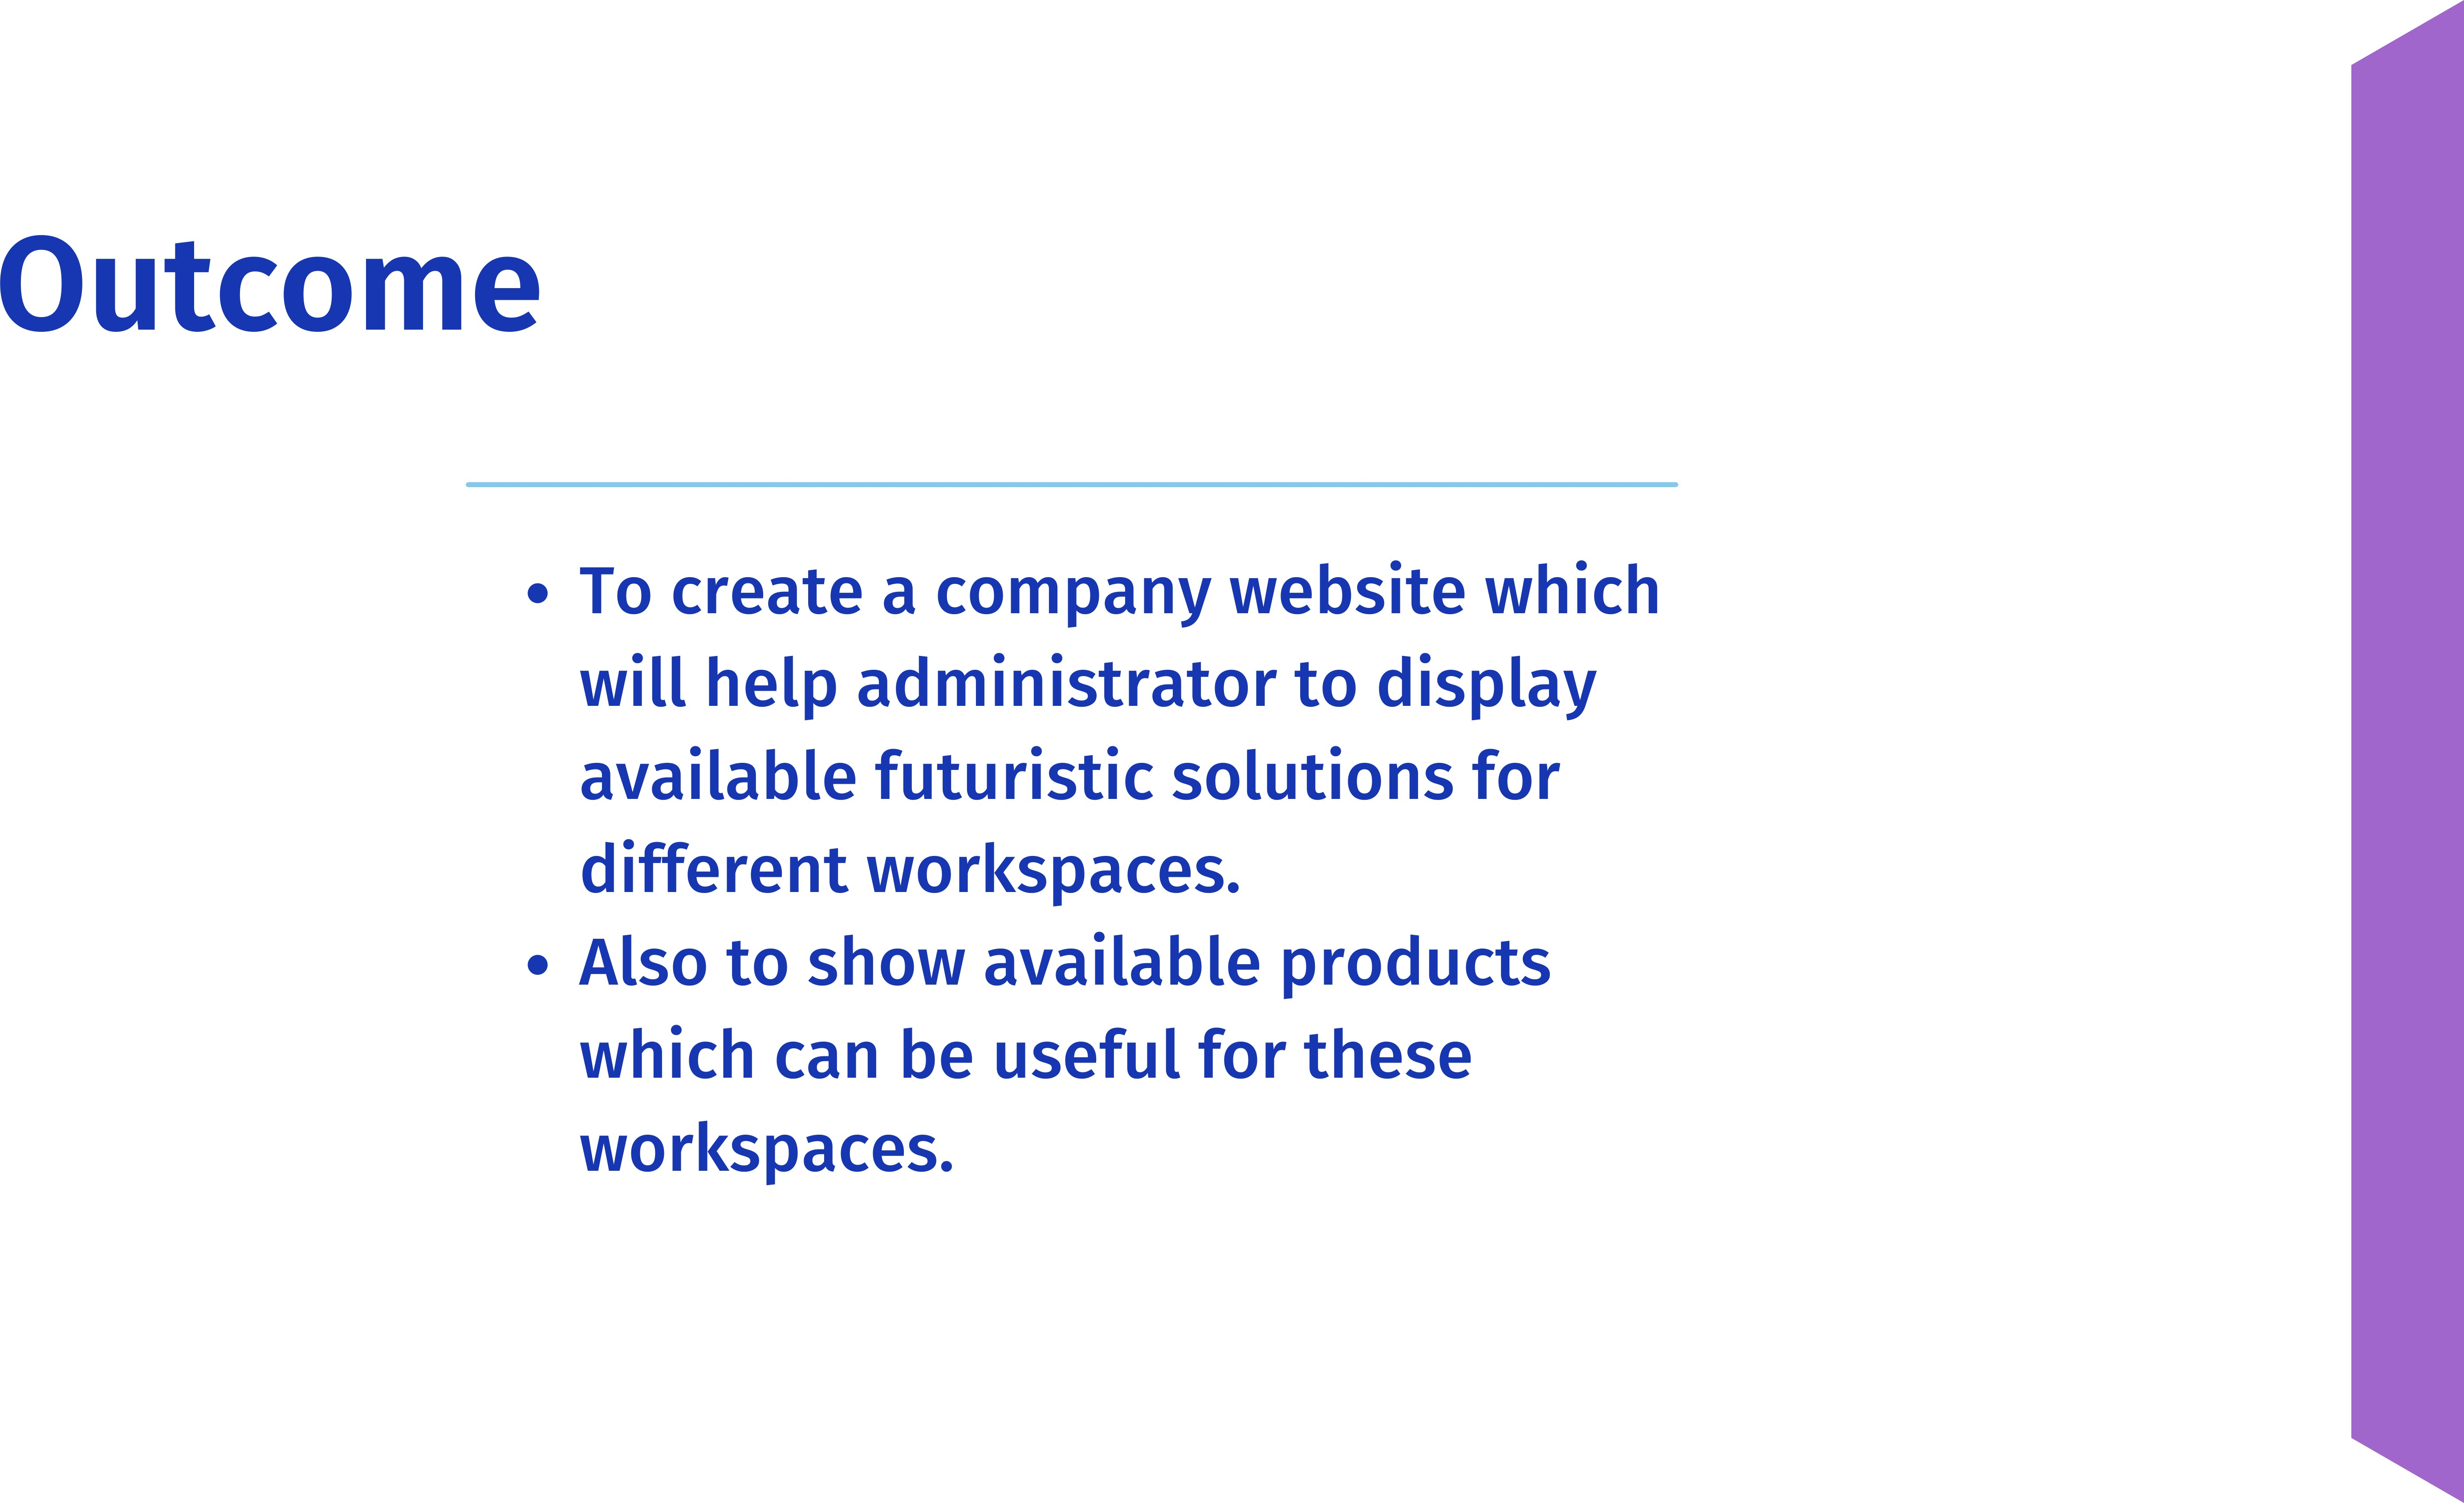 Outcome
• To create a company website which
will help administrator to display
available futuristic solutions for
different workspaces.
• Also to show available products
which can be useful for these
workspaces.